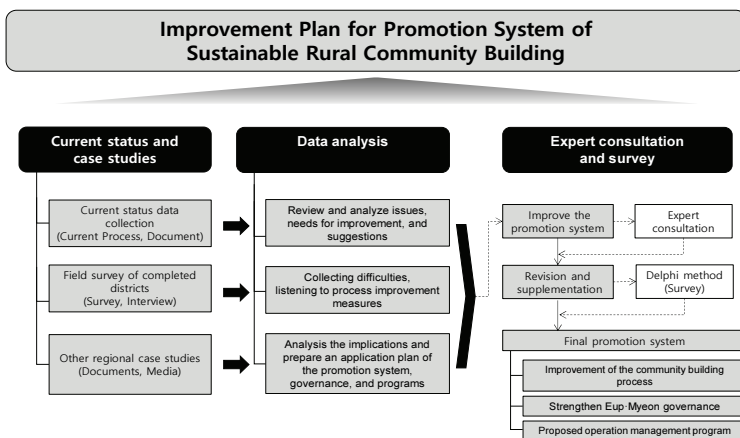 Improvement Plan for Promotion System of
Sustainable Rural Community Building
Current status and
case studies
Current status data
collection
(Current Process, Document)
Field survey of completed
districts
(Survey, Interview)
Other regional case studies
(Documents, Media)
Data analysis
Review and analyze issues,
needs for improvement, and
suggestions
Collecting difficulties,
listening to process improvement
measures
Analysis the implications and
prepare an application plan of
the promotion system,
governance, and programs
Expert consultation
and survey
Improve the
promotion system
Expert
consultation
Revision and
supplementation
Delphi method
(Survey)
Final promotion system
Improvement of the community building
process
Strengthen Eup·Myeon governance
Proposed operation management program